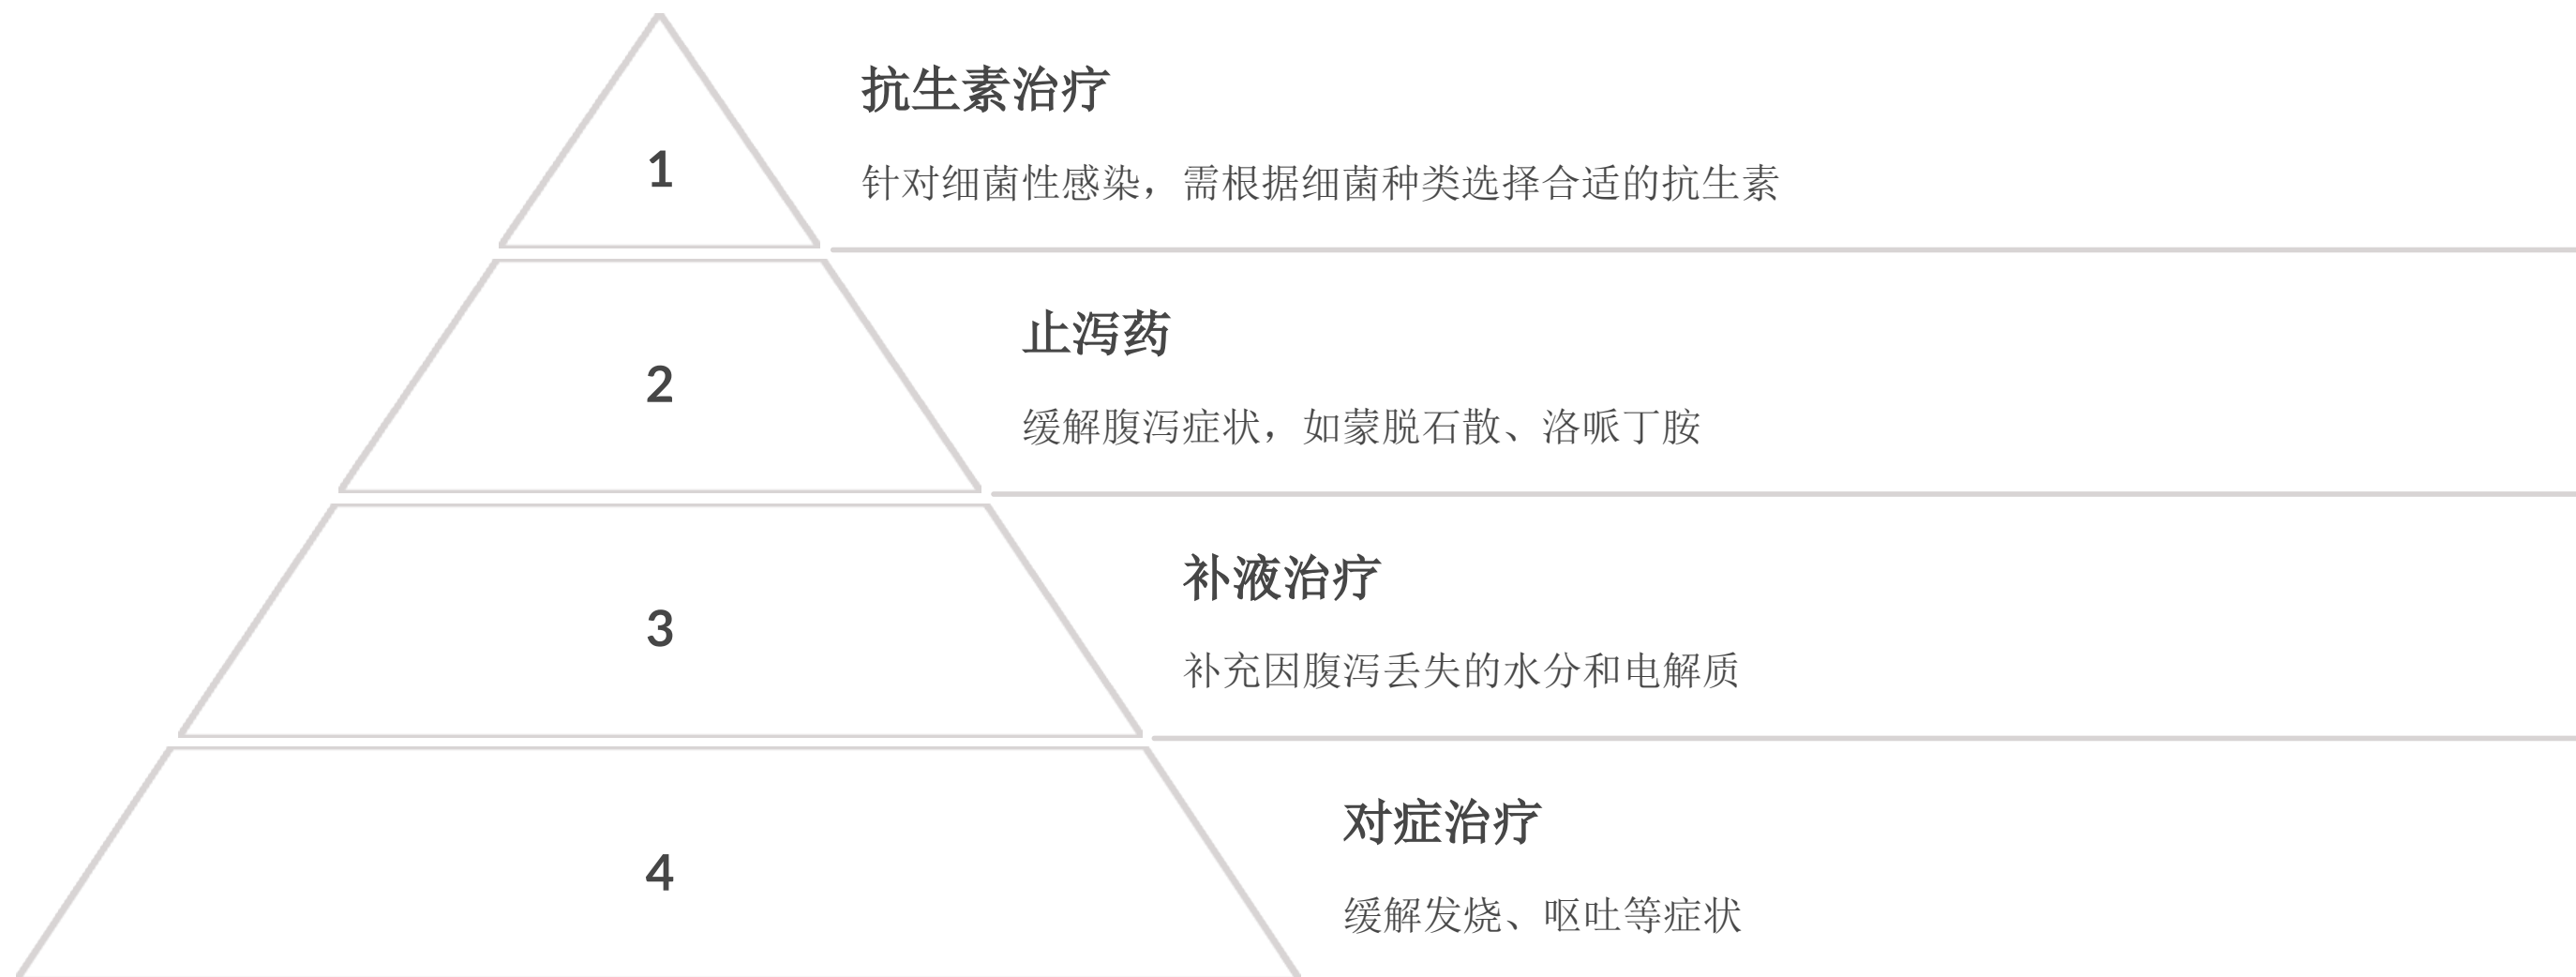 抗生素治疗
1
针对细菌性感染，需根据细菌种类选择合适的抗生素
止泻药
2
缓解腹泻症状，如蒙脱石散、洛哌丁胺
补液治疗
3
补充因腹泻丢失的水分和电解质
对症治疗
4
缓解发烧、呕吐等症状